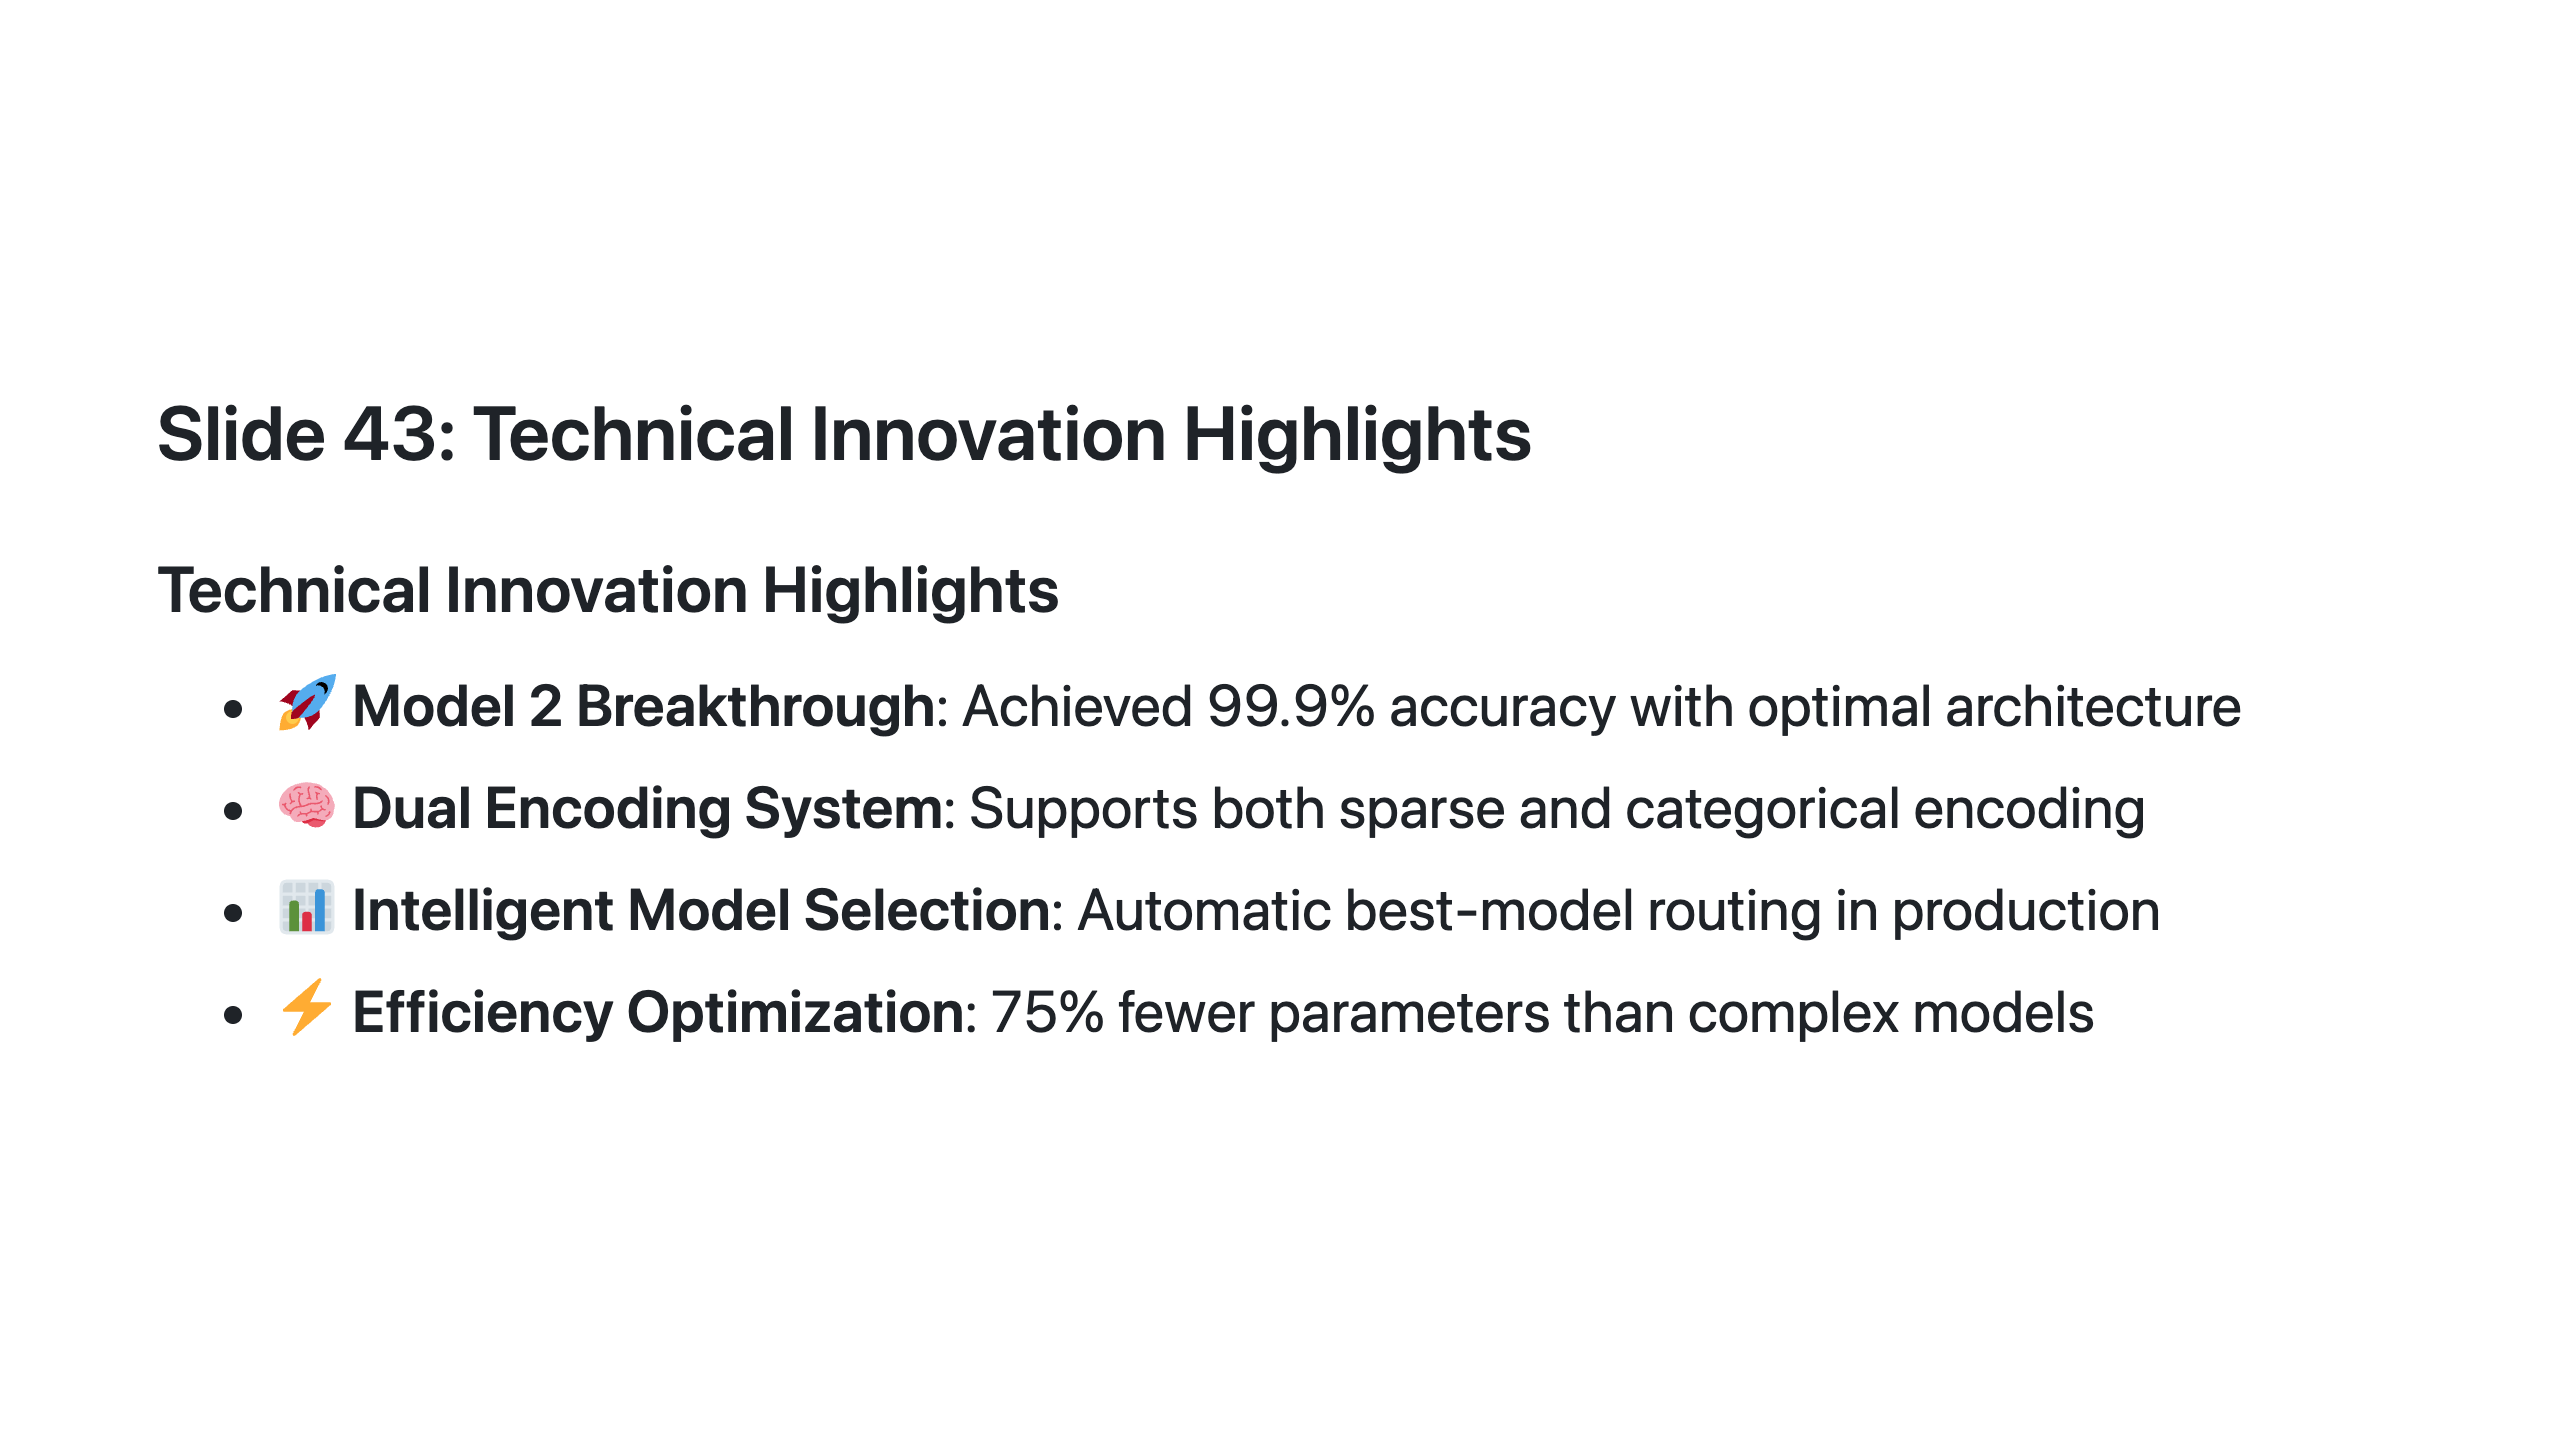 Slide 43: Technical Innovation Highlights
Technical Innovation Highlights
• 🚀 Model 2 Breakthrough: Achieved 99.9% accuracy with optimal architecture
• 🧠 Dual Encoding System: Supports both sparse and categorical encoding
• 📊 Intelligent Model Selection: Automatic best-model routing in production
• ⚡ Efficiency Optimization: 75% fewer parameters than complex models